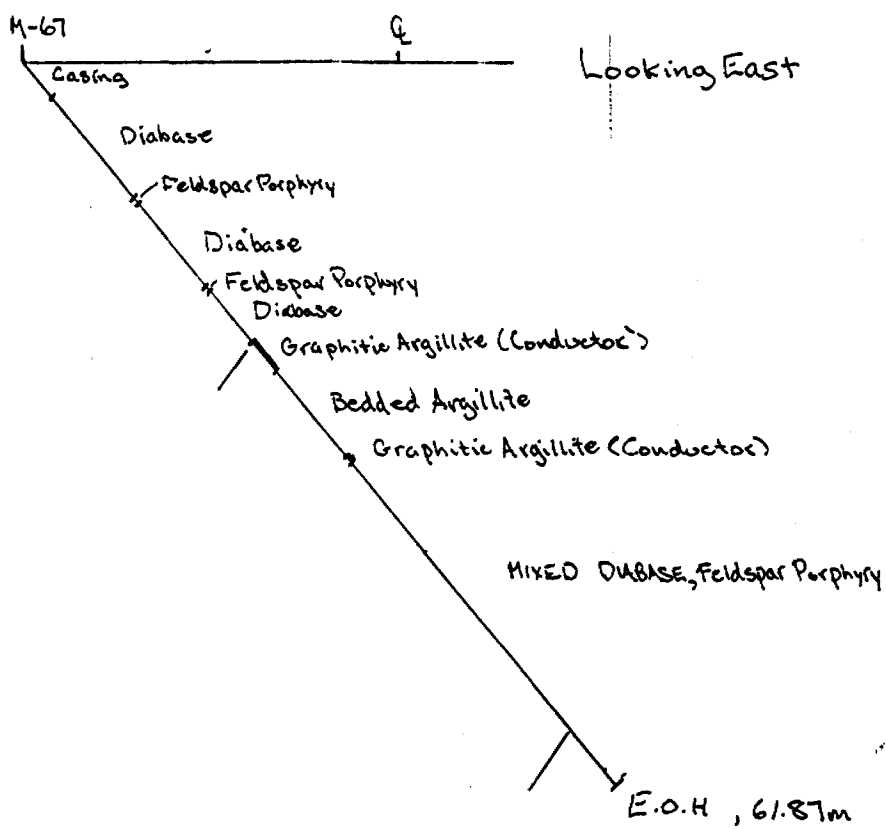 M-67
℄
Looking East
Casing
Diabase
Feldspar Porphyry
Diabase
Feldspar Porphyry
Diabase
Graphitic Argillite (Conductor)
Bedded Argillite
Graphitic Argillite (Conductor)
MIXED DIABASE, Feldspar Porphyry
E.O.H , 61.87m